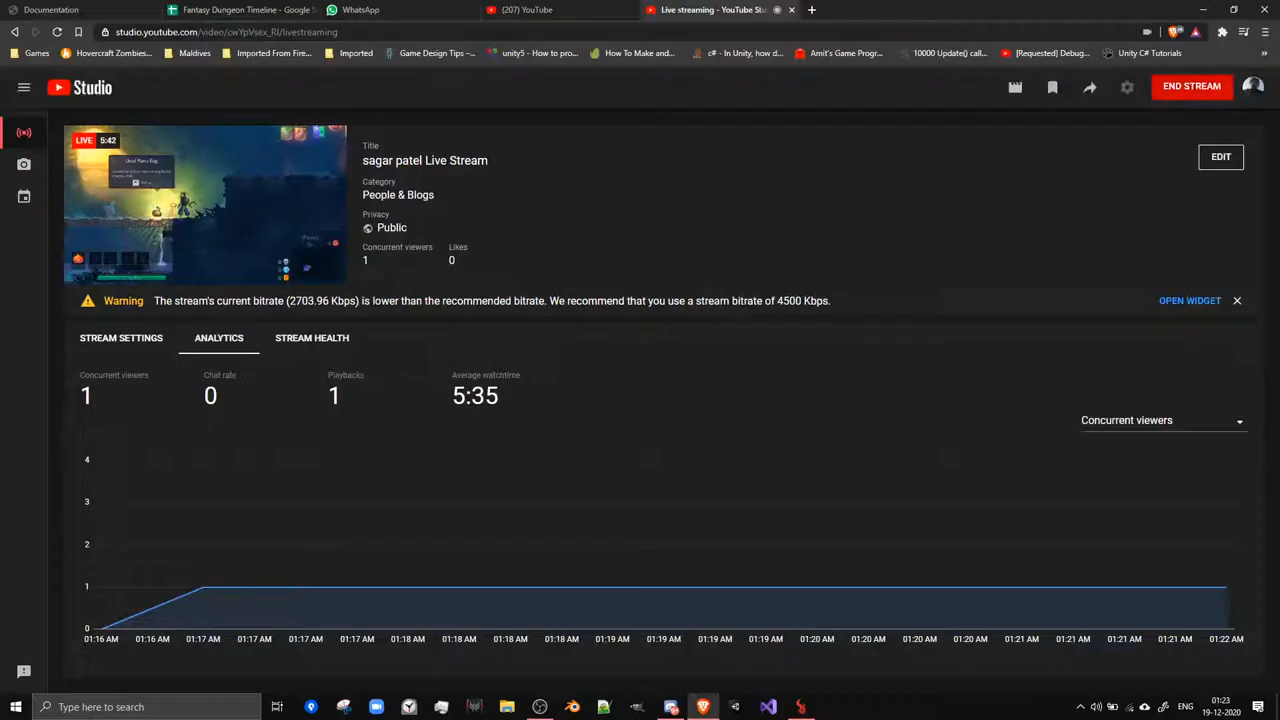 Documentation
Fantasy Dungeon Timeline - Google S
WhatsApp
(207) YouTube
Live streaming - YouTube Stu
studio.youtube.com/video/cwYpVsex_RI/livestreaming
Games
Hovercraft Zombies...
Maldives
Imported From Fire...
Imported
Game Design Tips -...
unity5 - How to pro...
How To Make and...
c# - In Unity, how d...
Amit's Game Progr...
10000 Update() call...
[Requested] Debug...
Unity C# Tutorials
Studio
END STREAM
LIVE 5:42
Title
sagar patel Live Stream
EDIT
Category
People & Blogs
Privacy
Public
Concurrent viewers Likes
1 0
Warning The stream's current bitrate (2703.96 Kbps) is lower than the recommended bitrate. We recommend that you use a stream bitrate of 4500 Kbps.
OPEN WIDGET
STREAM SETTINGS ANALYTICS STREAM HEALTH
Concurrent viewers Chat rate Playbacks Average watchtime
1 0 1 5:35
Concurrent viewers
4
3
2
1
0
01:16 AM 01:16 AM 01:17 AM 01:17 AM 01:17 AM 01:17 AM 01:18 AM 01:18 AM 01:18 AM 01:18 AM 01:19 AM 01:19 AM 01:19 AM 01:19 AM 01:20 AM 01:20 AM 01:20 AM 01:20 AM 01:21 AM 01:21 AM 01:21 AM 01:21 AM 01:22 AM
Type here to search
ENG
01:23
19-12-2020